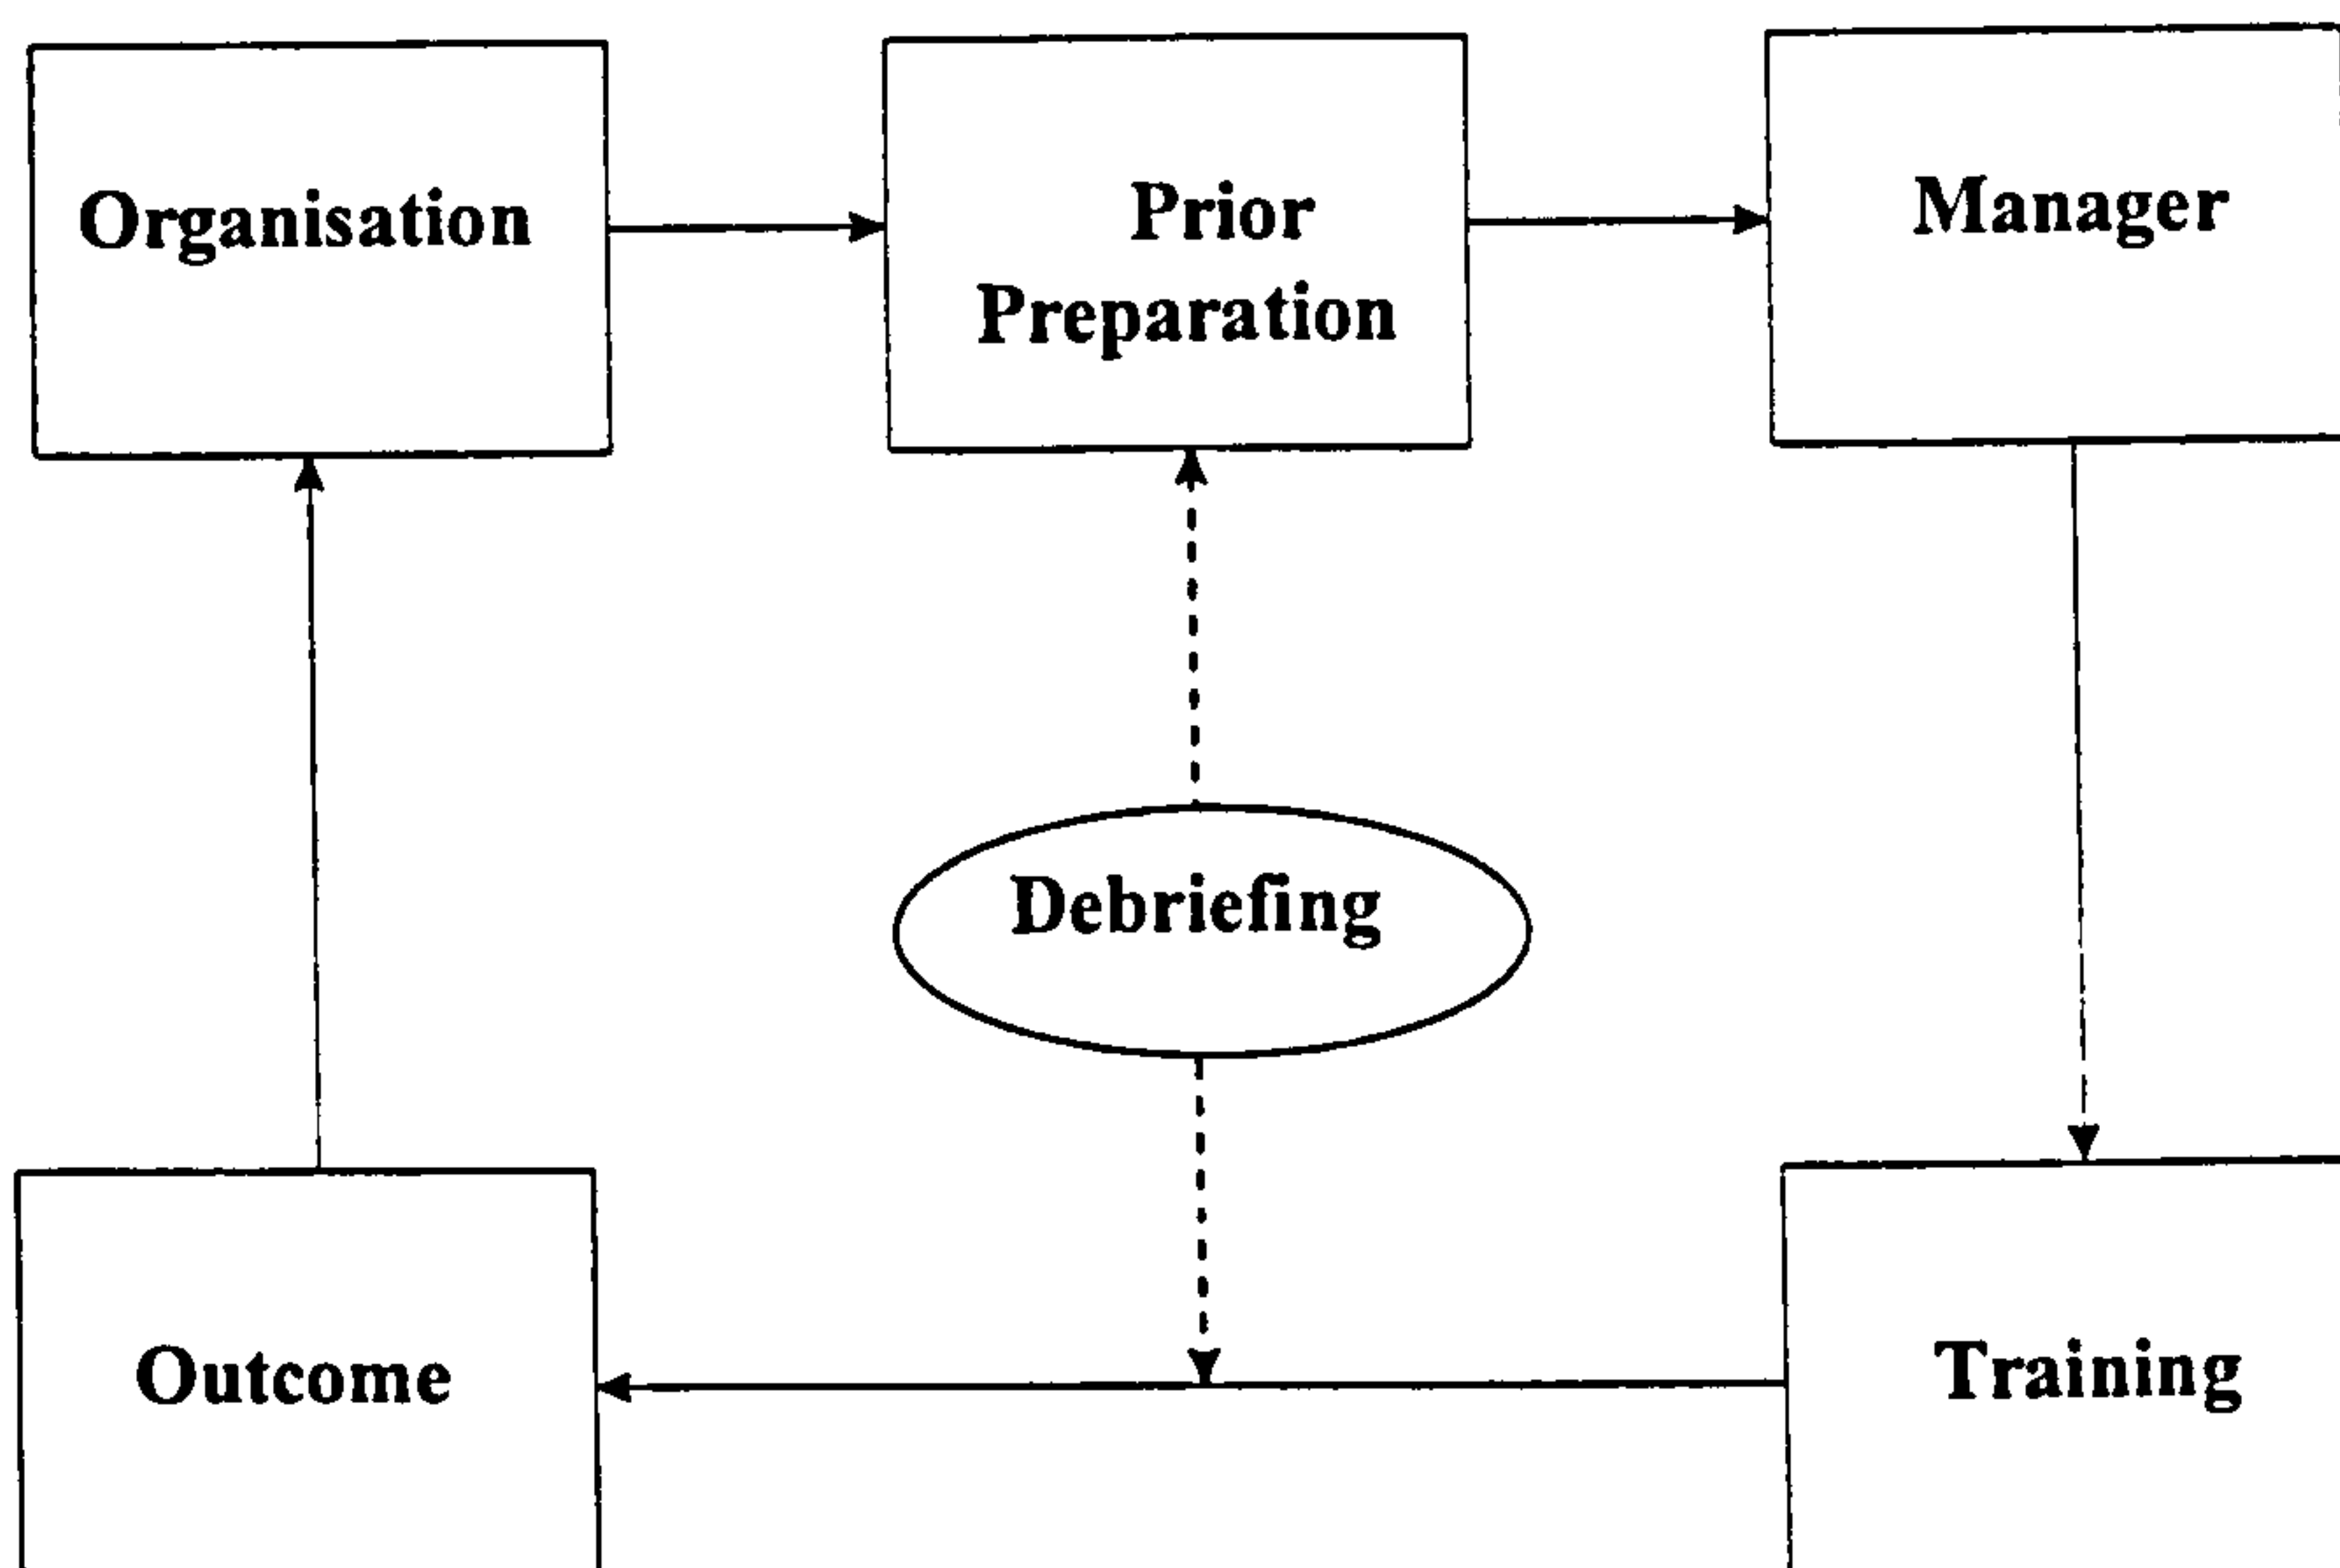 Organisation
Prior
Preparation
Manager
Debriefing
Outcome
Training